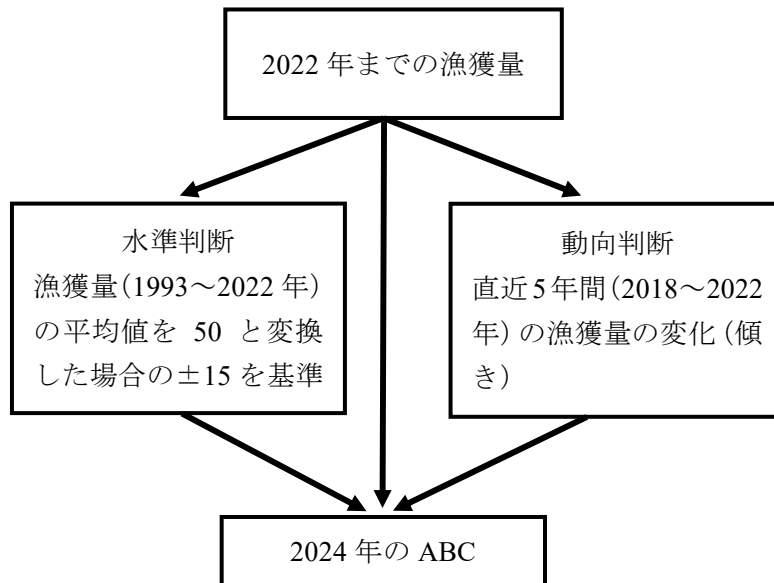 2022 年までの漁獲量
水準判断
漁獲量（1993～2022 年）
の平均値を 50 と変換
した場合の±15 を基準
動向判断
直近 5 年間（2018～2022
年）の漁獲量の変化（傾
き）
2024 年の ABC